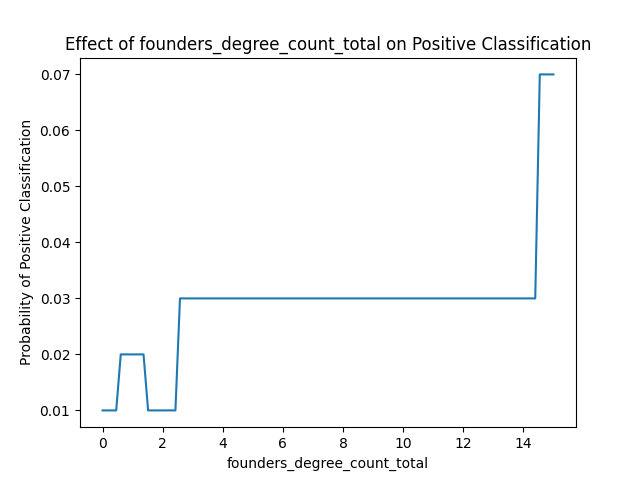 Effect of founders_degree_count_total on Positive Classification
Probability of Positive Classification
0.07
0.06
0.05
0.04
0.03
0.02
0.01
0 2 4 6 8 10 12 14
founders_degree_count_total